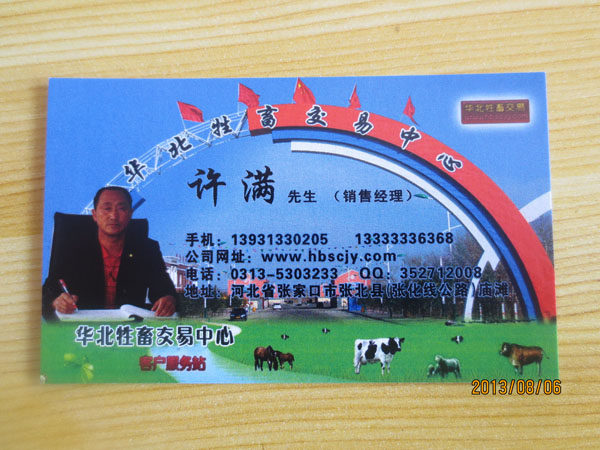 华北牲畜交易
华北牲畜交易中心
许满 先生 （销售经理）
手机：13931330205 13333336368
公司网址：www.hbscjy.com
电话：0313-5303233 QQ：352712008
地址：河北省张家口市张北县(张化线公路)庙滩
华北牲畜交易中心
客户服务站
2013/08/06